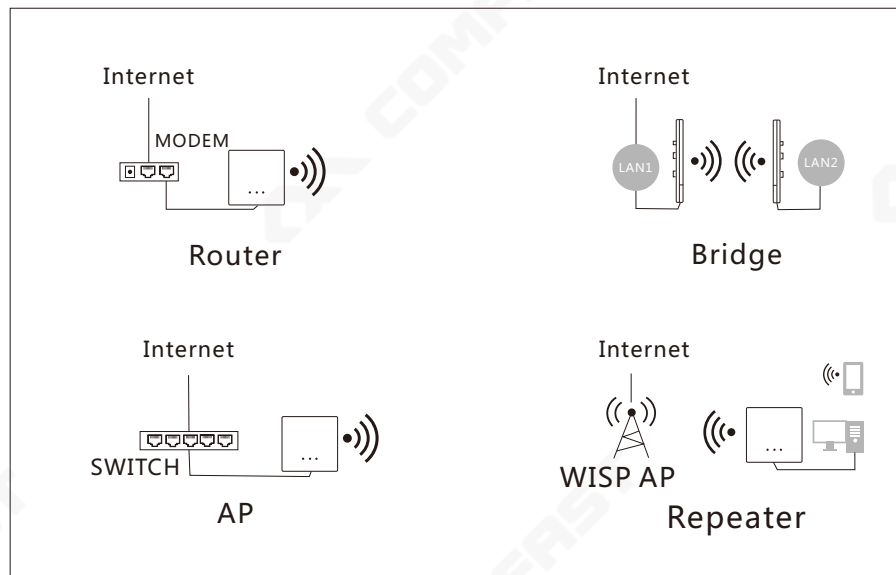 Internet
MODEM
Router
Internet
LAN1
LAN2
Bridge
Internet
SWITCH
AP
Internet
WISP AP
Repeater